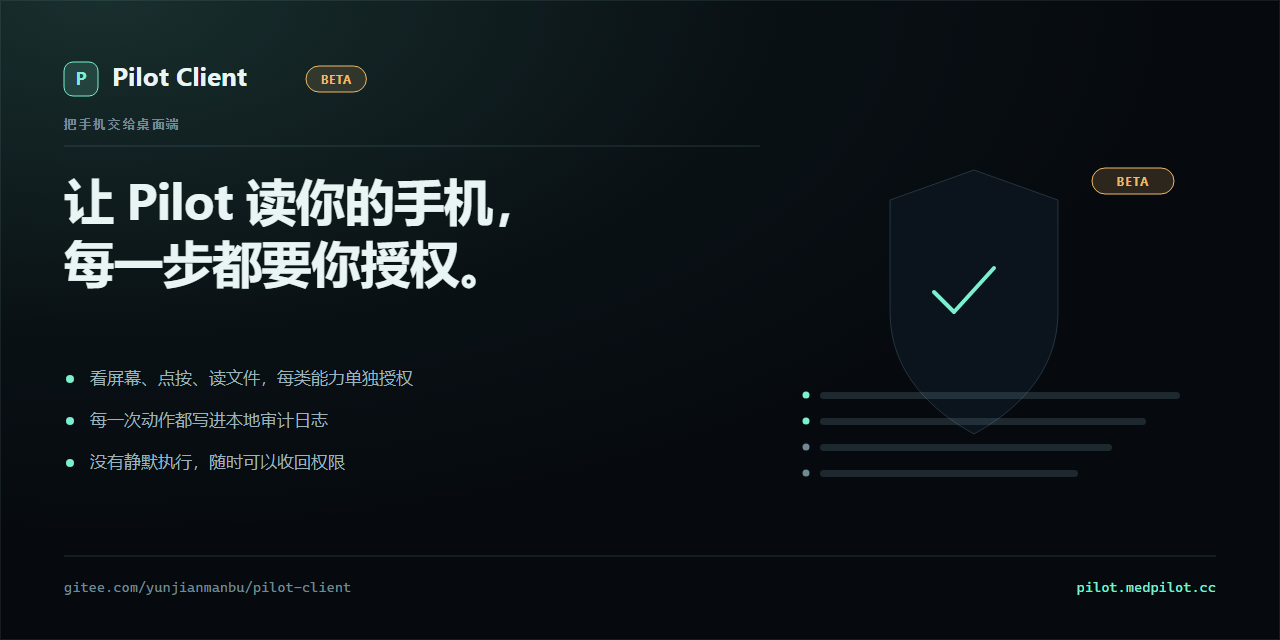 P Pilot Client BETA
把手机交给桌面端
让 Pilot 读你的手机，
每一步都要你授权。
BETA
看屏幕、点按、读文件，每类能力单独授权
每一次动作都写进本地审计日志
没有静默执行，随时可以收回权限
gitee.com/yunjianmanbu/pilot-client
pilot.medpilot.cc